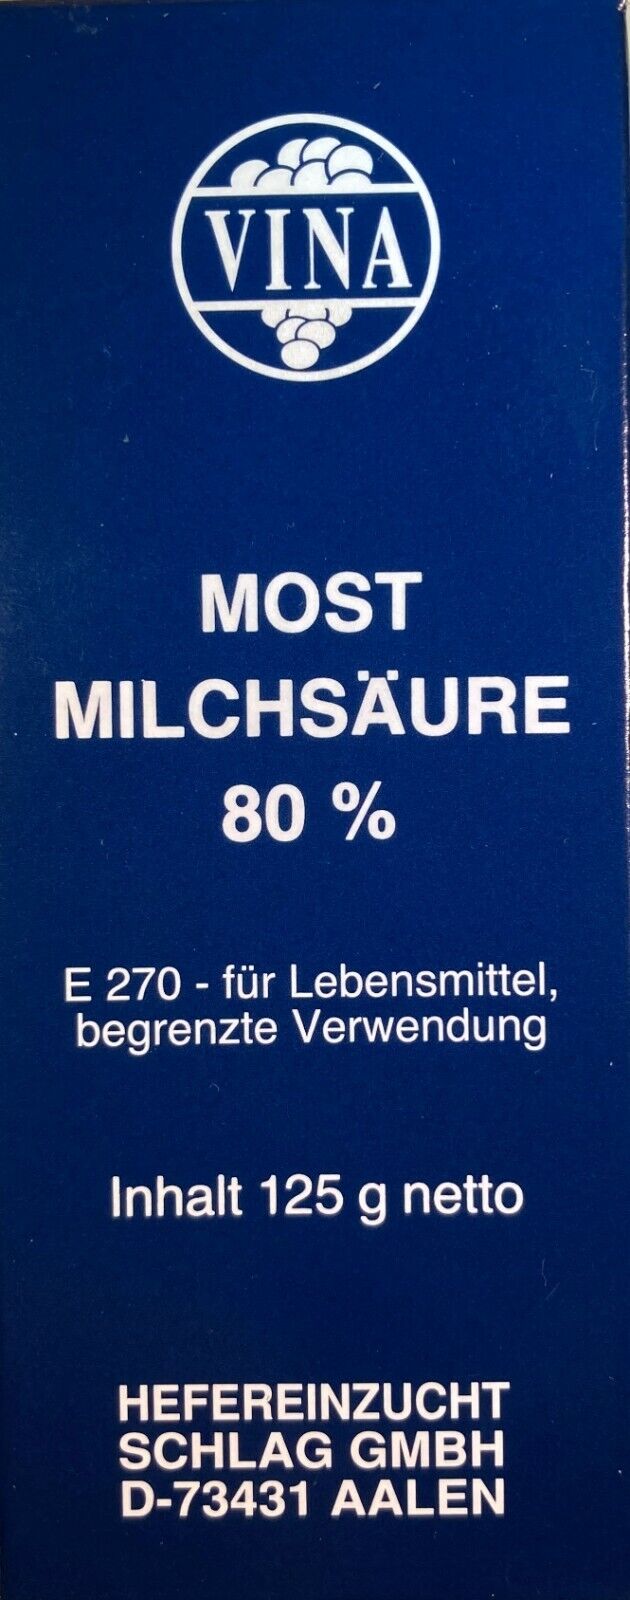 VINA
MOST
MILCHSÄURE
80 %
E 270 - für Lebensmittel,
begrenzte Verwendung
Inhalt 125 g netto
HEFEREINZUCHT
SCHLAG GMBH
D-73431 AALEN